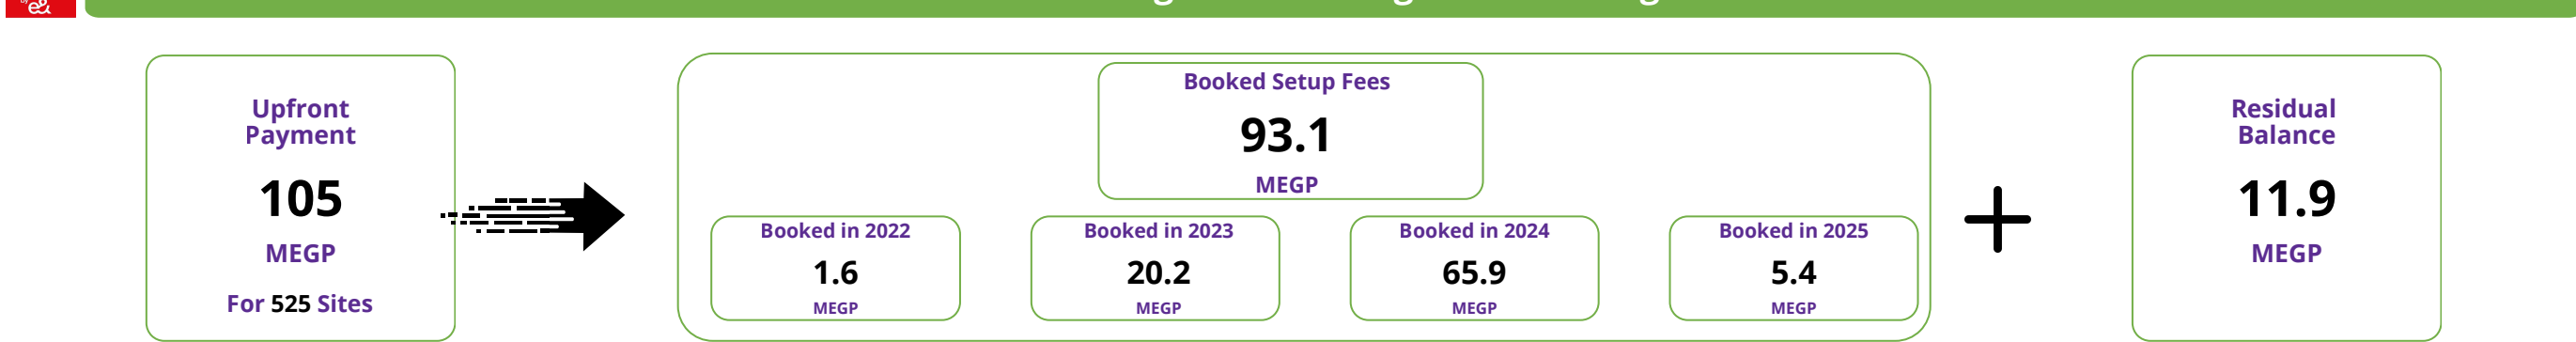 by e&
Upfront
Payment
105
MEGP
For 525 Sites
Booked Setup Fees
93.1
MEGP
Booked in 2022
1.6
MEGP
Booked in 2023
20.2
MEGP
Booked in 2024
65.9
MEGP
Booked in 2025
5.4
MEGP
+
Residual
Balance
11.9
MEGP